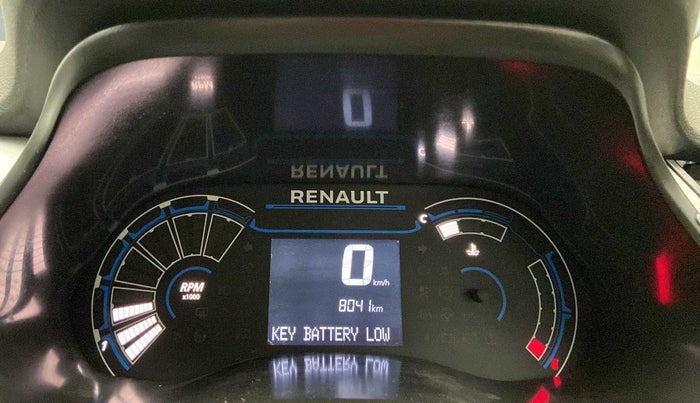 RENAULT
0 km/h
8041 km
KEY BATTERY LOW
RPM
x1000
C